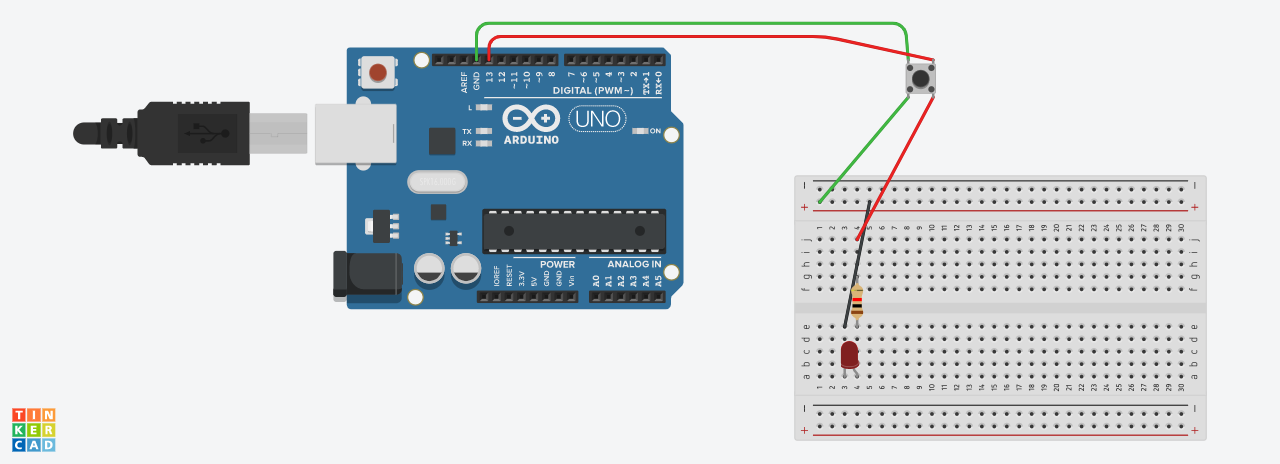 AREF
GND
13
12
~11
~10
~9
8
7
~6
~5
4
~3
2
TX→1
RX←0
DIGITAL (PWM~)
L
TX
RX
ARDUINO
UNO
ON
IOREF
RESET
3.3V
5V
GND
GND
Vin
POWER
ANALOG IN
A0
A1
A2
A3
A4
A5
− −
+ +
1 2 3 4 5 6 7 8 9 10 11 12 13 14 15 16 17 18 19 20 21 22 23 24 25 26 27 28 29 30
j j
i i
h h
g g
f f
e e
d d
c c
b b
a a
1 2 3 4 5 6 7 8 9 10 11 12 13 14 15 16 17 18 19 20 21 22 23 24 25 26 27 28 29 30
− −
+ +
TIN
KER
CAD